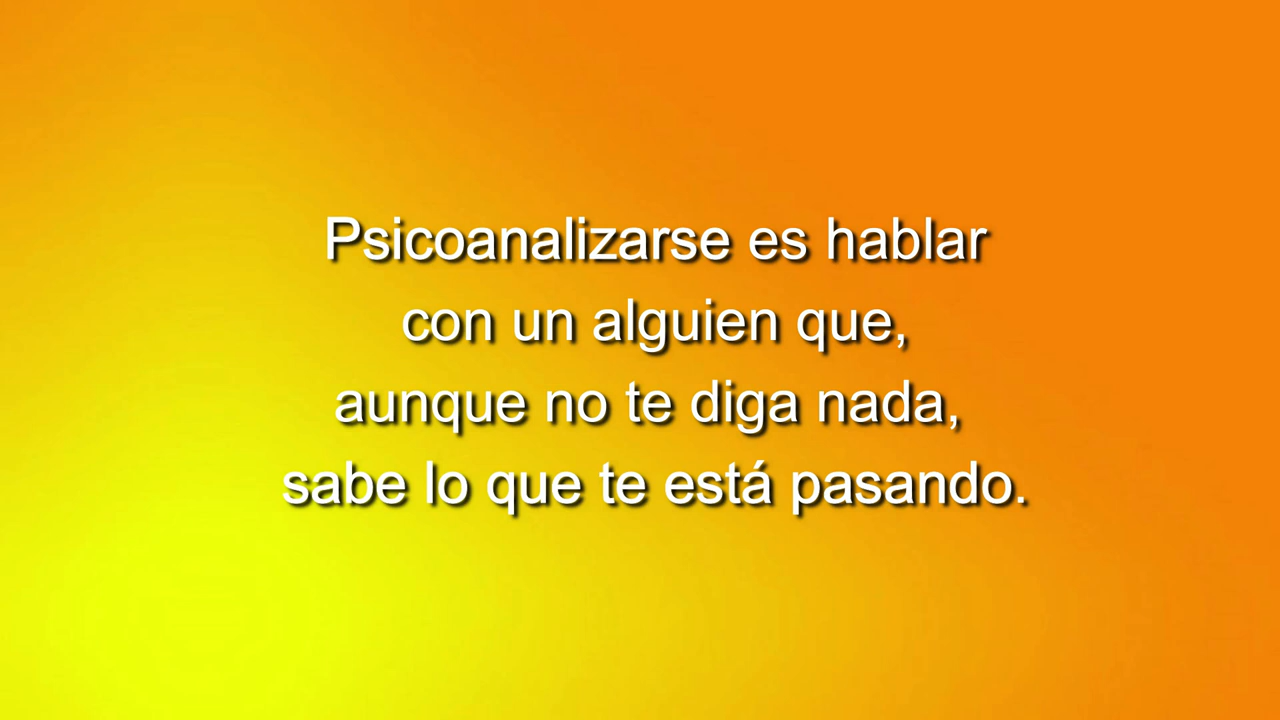 Psicoanalizarse es hablar
con un alguien que,
aunque no te diga nada,
sabe lo que te está pasando.